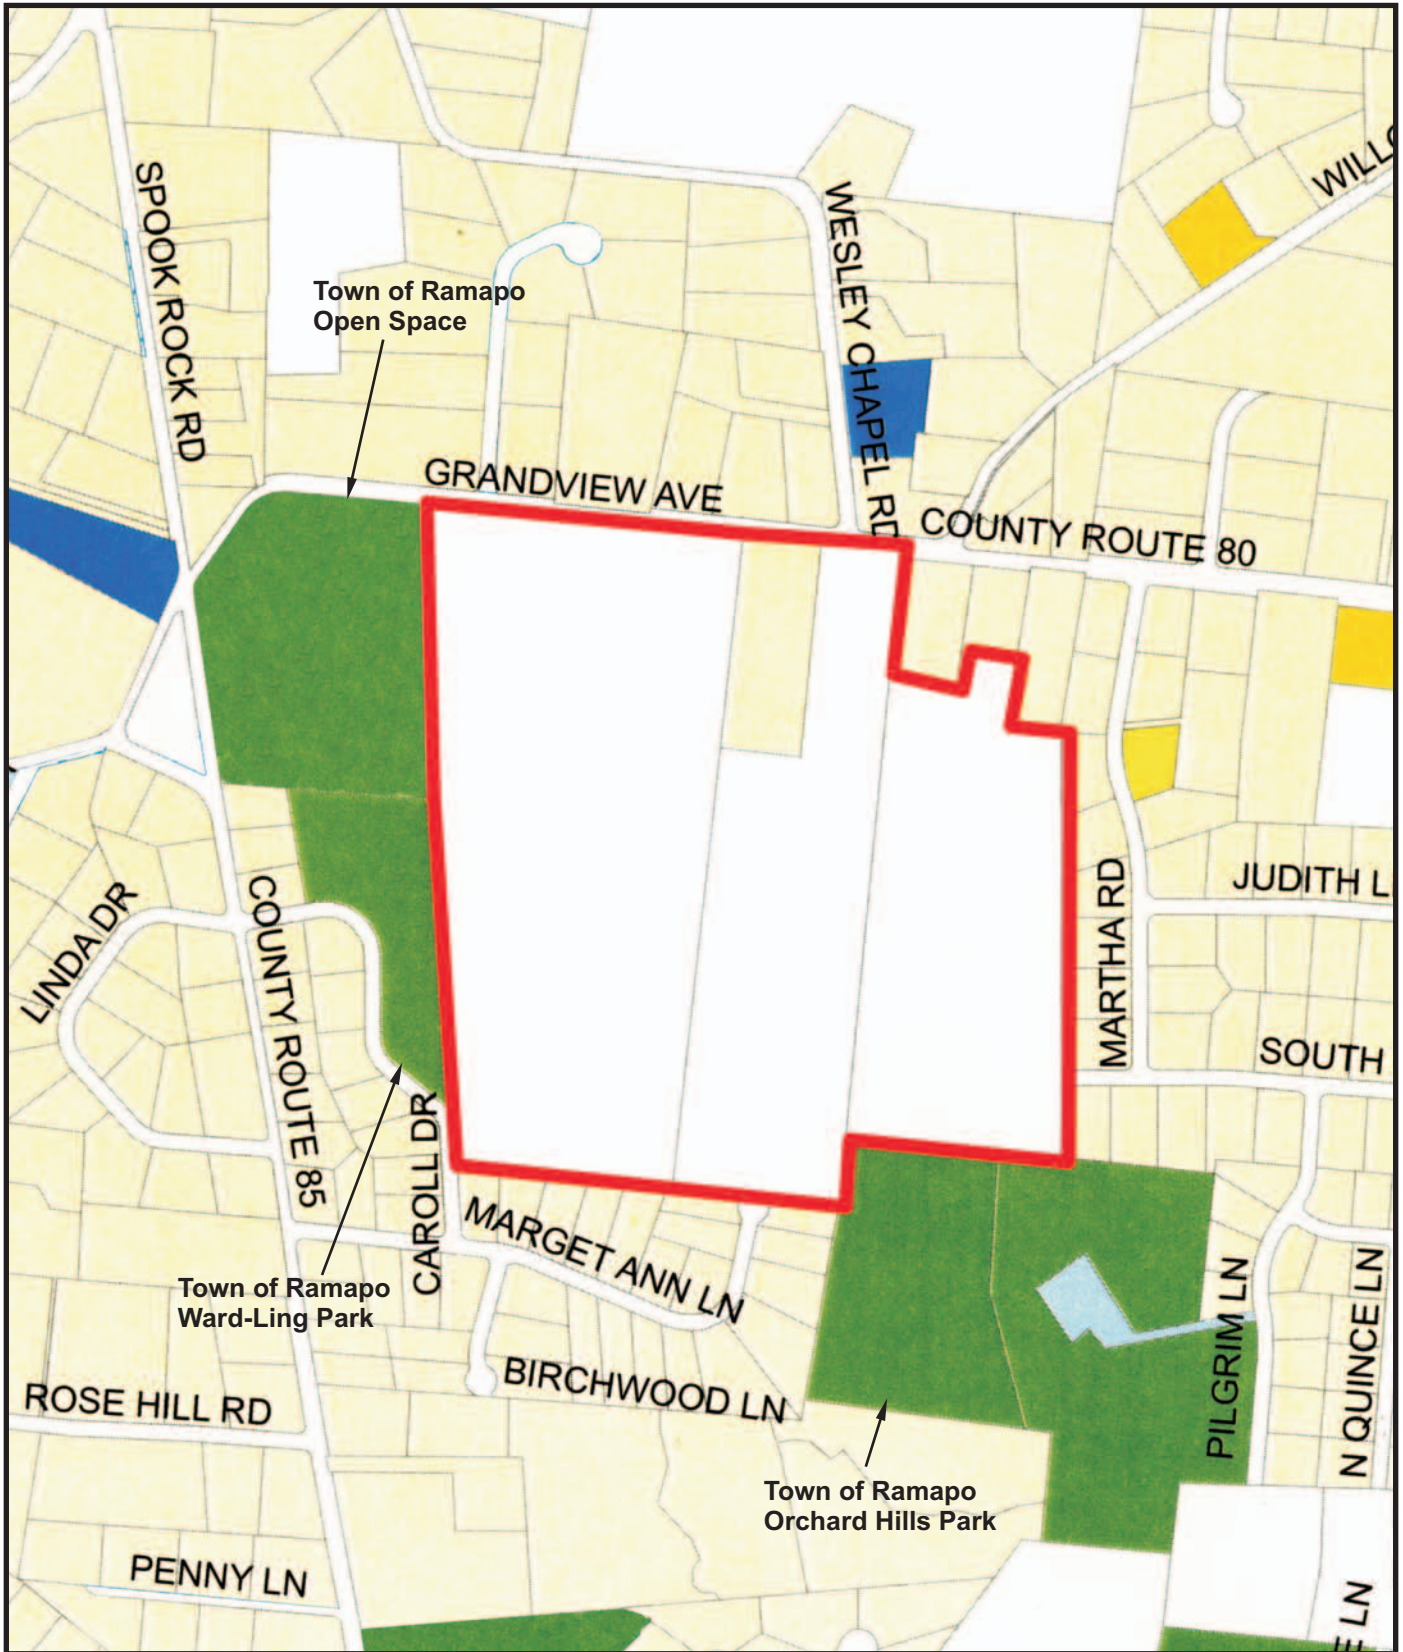 WILLO
SPOOK ROCK RD
WESLEY CHAPEL RD
Town of Ramapo
Open Space
GRANDVIEW AVE
COUNTY ROUTE 80
JUDITH L
MARTHA RD
LINDA DR
COUNTY ROUTE 85
SOUTH
CAROLL DR
MARGET ANN LN
Town of Ramapo
Ward-Ling Park
PILGRIM LN
N QUINCE LN
BIRCHWOOD LN
ROSE HILL RD
Town of Ramapo
Orchard Hills Park
PENNY LN
E LN